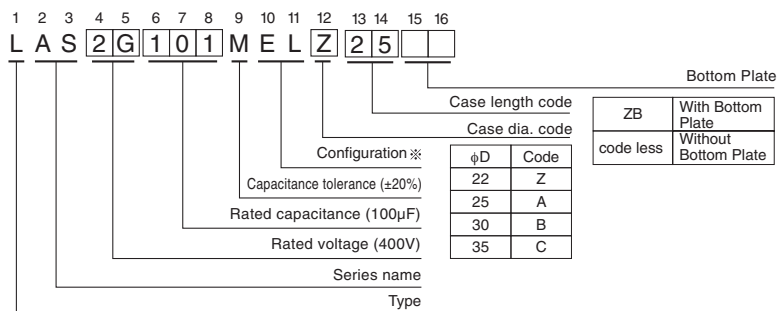 1 2 3 4 5 6 7 8 9 10 11 12 13 14 15 16
L A S 2 G 1 0 1 M E L Z 2 5
Bottom Plate
Case length code
Case dia. code
Configuration※
Capacitance tolerance (±20%)
Rated capacitance (100µF)
Rated voltage (400V)
Series name
Type
φD Code
22 Z
25 A
30 B
35 C
ZB With Bottom
Plate
code less Without
Bottom Plate